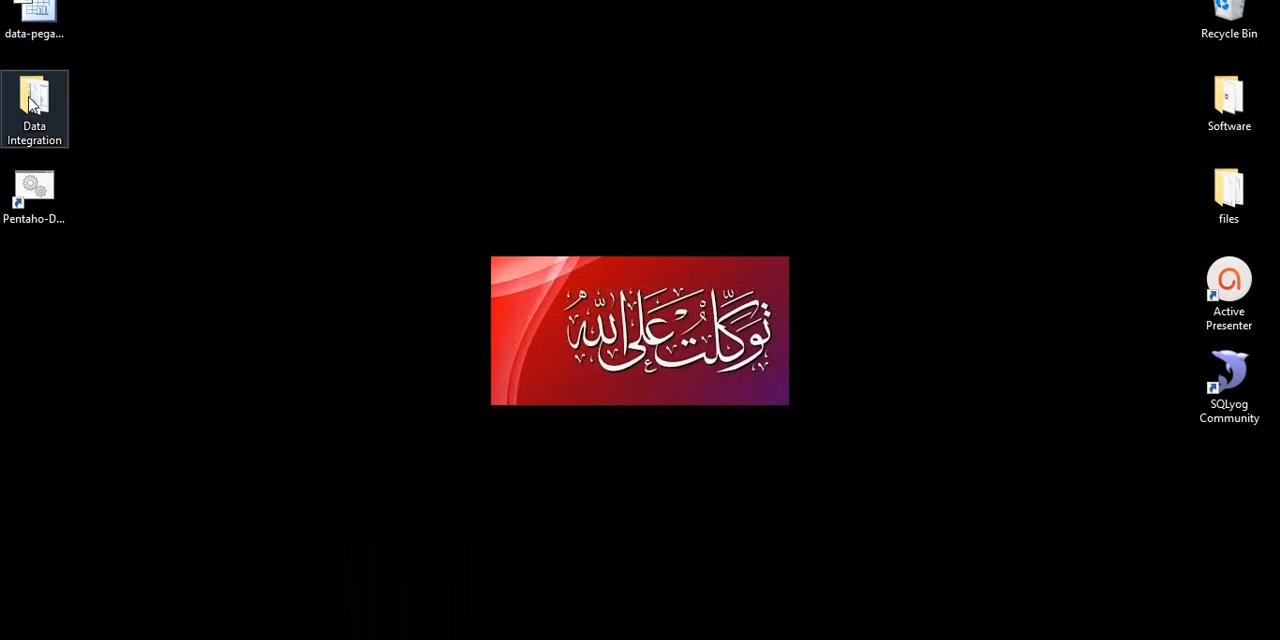 data-pega...
Data
Integration
Pentaho-D...
توكلت على الله
Recycle Bin
Software
files
Active
Presenter
SQLyog
Community